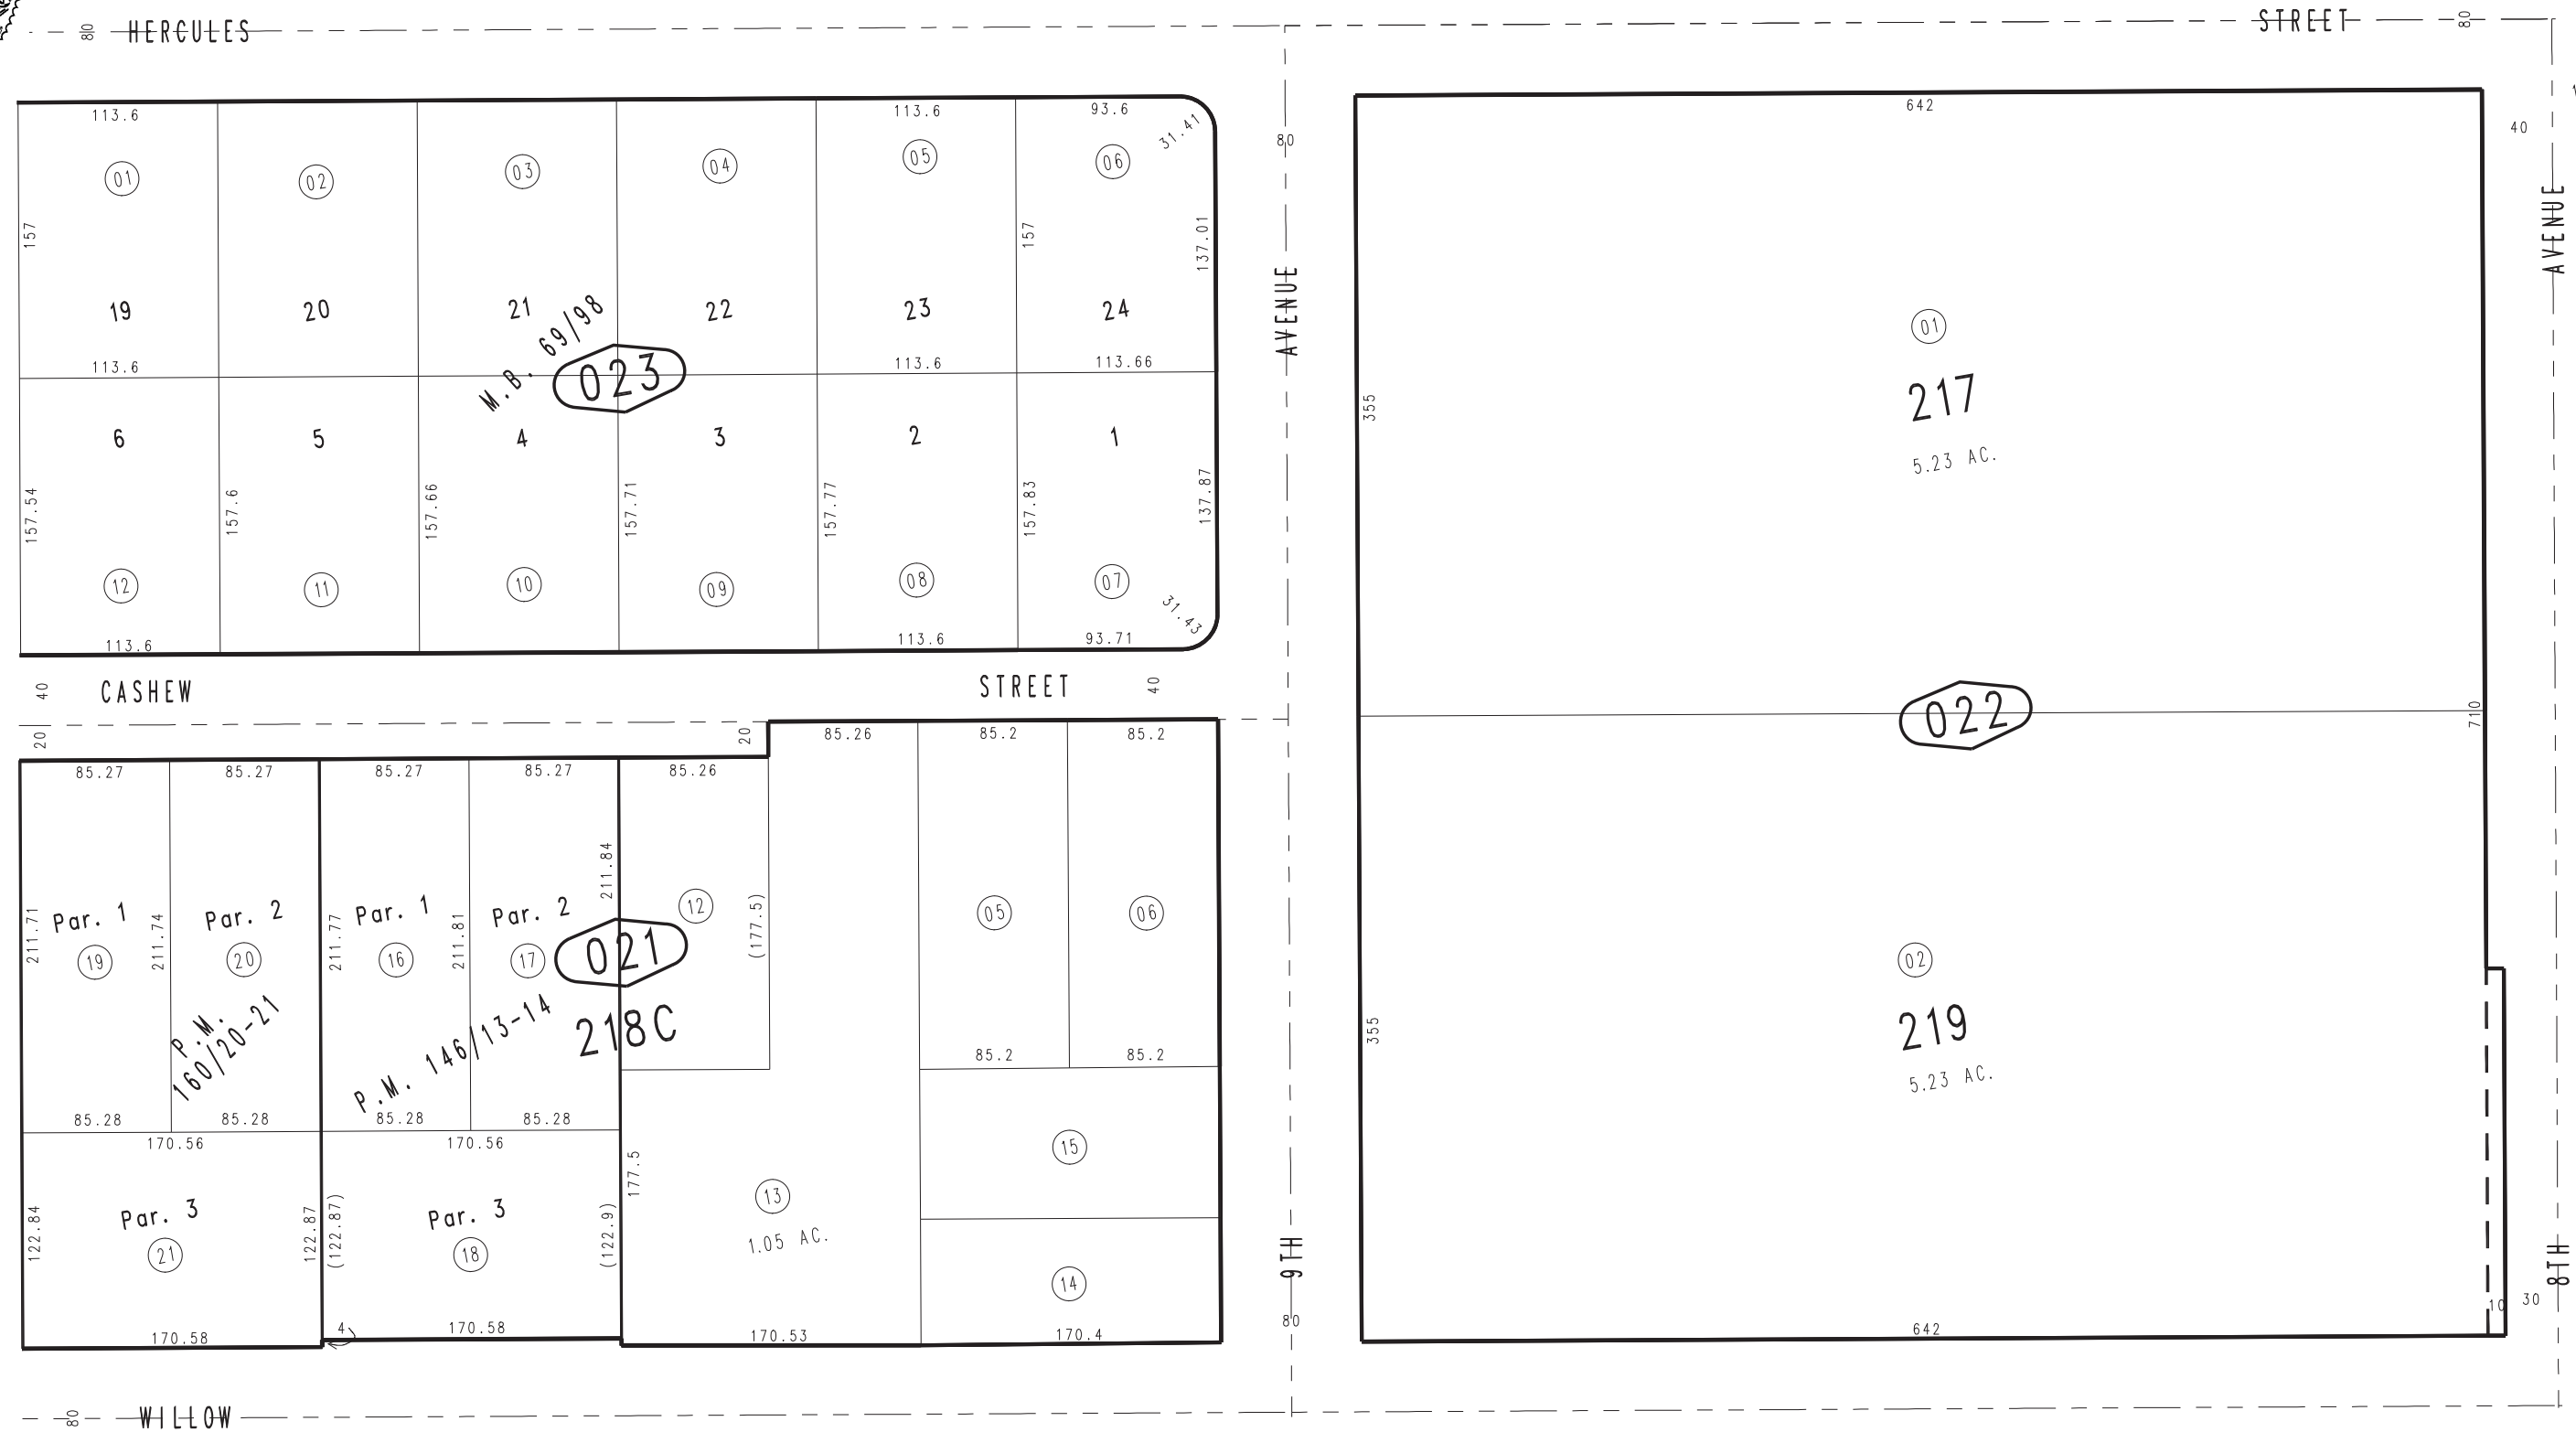 80 HERCULES STREET 80
113.6 113.6 93.6 31.41
01 02 03 04 05 06
157 157 137.01
19 20 21 22 23 24
M.B. 69/98
113.6 113.6 113.66
023
6 5 4 3 2 1
157.54 157.6 157.66 157.71 157.77 157.83 137.87
12 11 10 09 08 07
31.43
113.6 113.6 93.71
40 CASHEW STREET 40
20 20
85.26 85.2 85.2
85.27 85.27 85.27 85.27 85.26
211.84
12 05 06
Par. 1 Par. 2 Par. 1 Par. 2
211.71 211.74 211.77 211.81 (177.5)
19 20 16 17
021
218C
P.M.
160/20-21
P.M. 146/13-14
85.2 85.2
85.28 85.28 85.28 85.28
170.56 170.56
177.5
15
13
1.05 AC.
Par. 3 Par. 3
122.84 122.87 (122.87) (122.9)
21 18
14
4
170.58 170.58 170.53 170.4
80 WILLOW
80
AVENUE
9TH
80
642
40
AVENUE
01
217
5.23 AC.
355
022
710
02
219
5.23 AC.
355
642
10 30
8TH